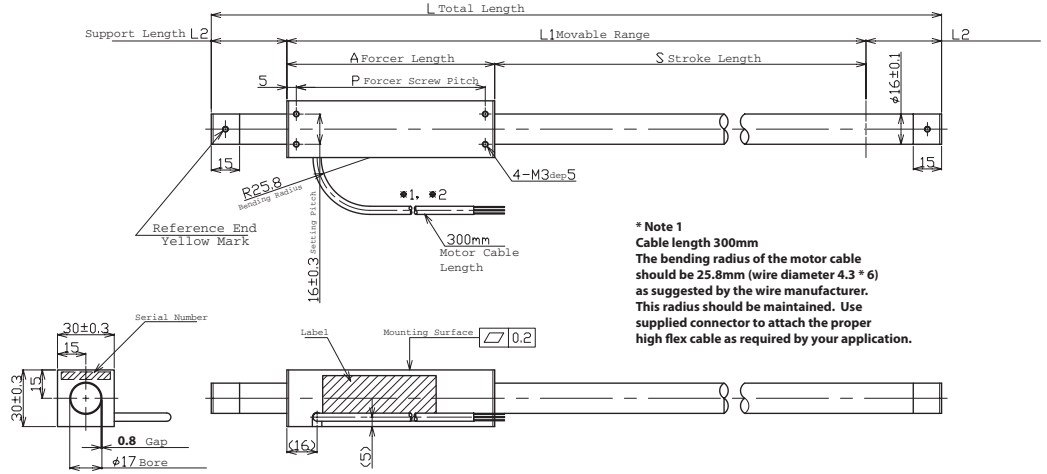 L Total Length
Support Length L2
L1 Movable Range
L2
A Forcer Length
S Stroke Length
5
P Forcer Screw Pitch
φ16±0.1
15
15
4-M3dep5
R25.8
Bending Radius
※1, ※2
16±0.3 Setting Pitch
Reference End
Yellow Mark
300mm
Motor Cable
Length
* Note 1
Cable length 300mm
The bending radius of the motor cable
should be 25.8mm (wire diameter 4.3 * 6)
as suggested by the wire manufacturer.
This radius should be maintained. Use
supplied connector to attach the proper
high flex cable as required by your application.
30±0.3
Serial Number
15
15
30±0.3
0.8 Gap
φ17 Bore
Label
Mounting Surface
0.2
(16)
(5)